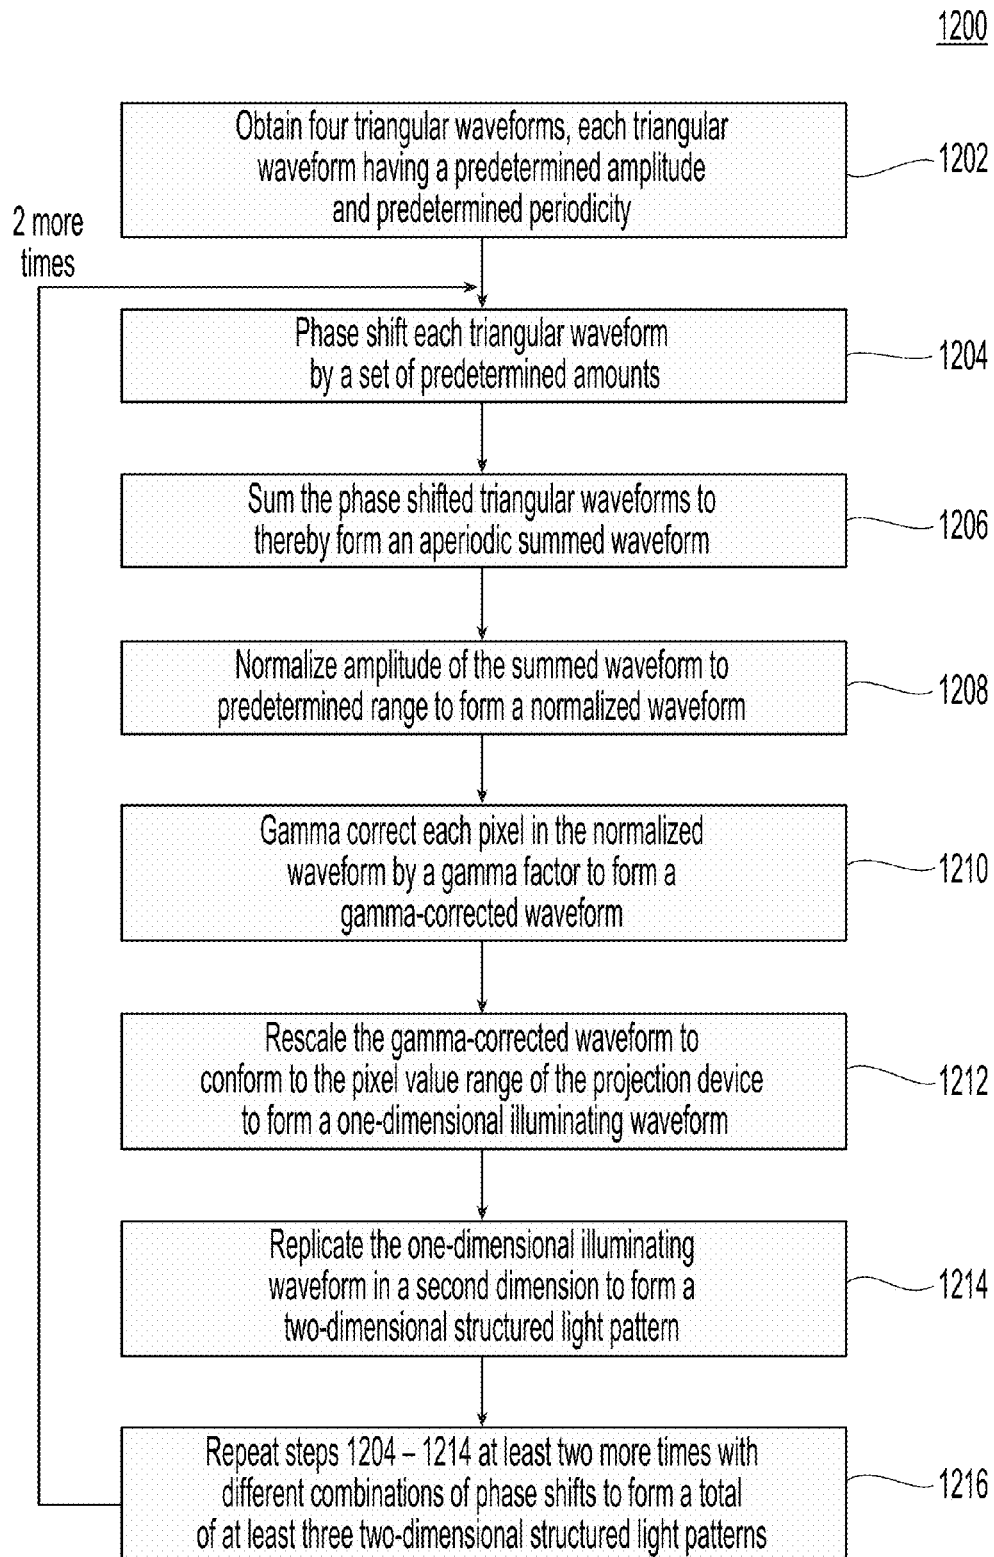 1200
Obtain four triangular waveforms, each triangular
waveform having a predetermined amplitude
and predetermined periodicity
1202
2 more
times
Phase shift each triangular waveform
by a set of predetermined amounts
1204
Sum the phase shifted triangular waveforms to
thereby form an aperiodic summed waveform
1206
Normalize amplitude of the summed waveform to
predetermined range to form a normalized waveform
1208
Gamma correct each pixel in the normalized
waveform by a gamma factor to form a
gamma-corrected waveform
1210
Rescale the gamma-corrected waveform to
conform to the pixel value range of the projection device
to form a one-dimensional illuminating waveform
1212
Replicate the one-dimensional illuminating
waveform in a second dimension to form a
two-dimensional structured light pattern
1214
Repeat steps 1204 – 1214 at least two more times with
different combinations of phase shifts to form a total
of at least three two-dimensional structured light patterns
1216